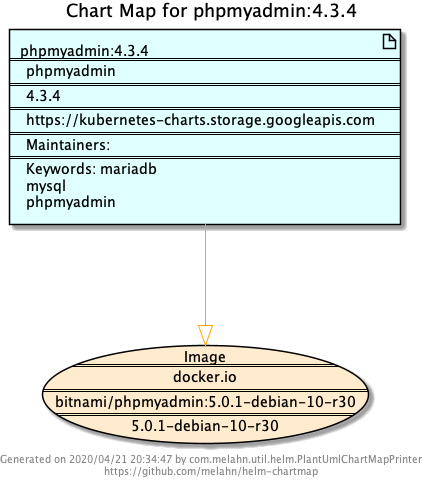 Chart Map for phpmyadmin:4.3.4
phpmyadmin:4.3.4
phpmyadmin
4.3.4
https://kubernetes-charts.storage.googleapis.com
Maintainers:
Keywords: mariadb
mysql
phpmyadmin
Image
docker.io
bitnami/phpmyadmin:5.0.1-debian-10-r30
5.0.1-debian-10-r30
Generated on 2020/04/21 20:34:47 by com.melahn.util.helm.PlantUmlChartMapPrinter
https://github.com/melahn/helm-chartmap